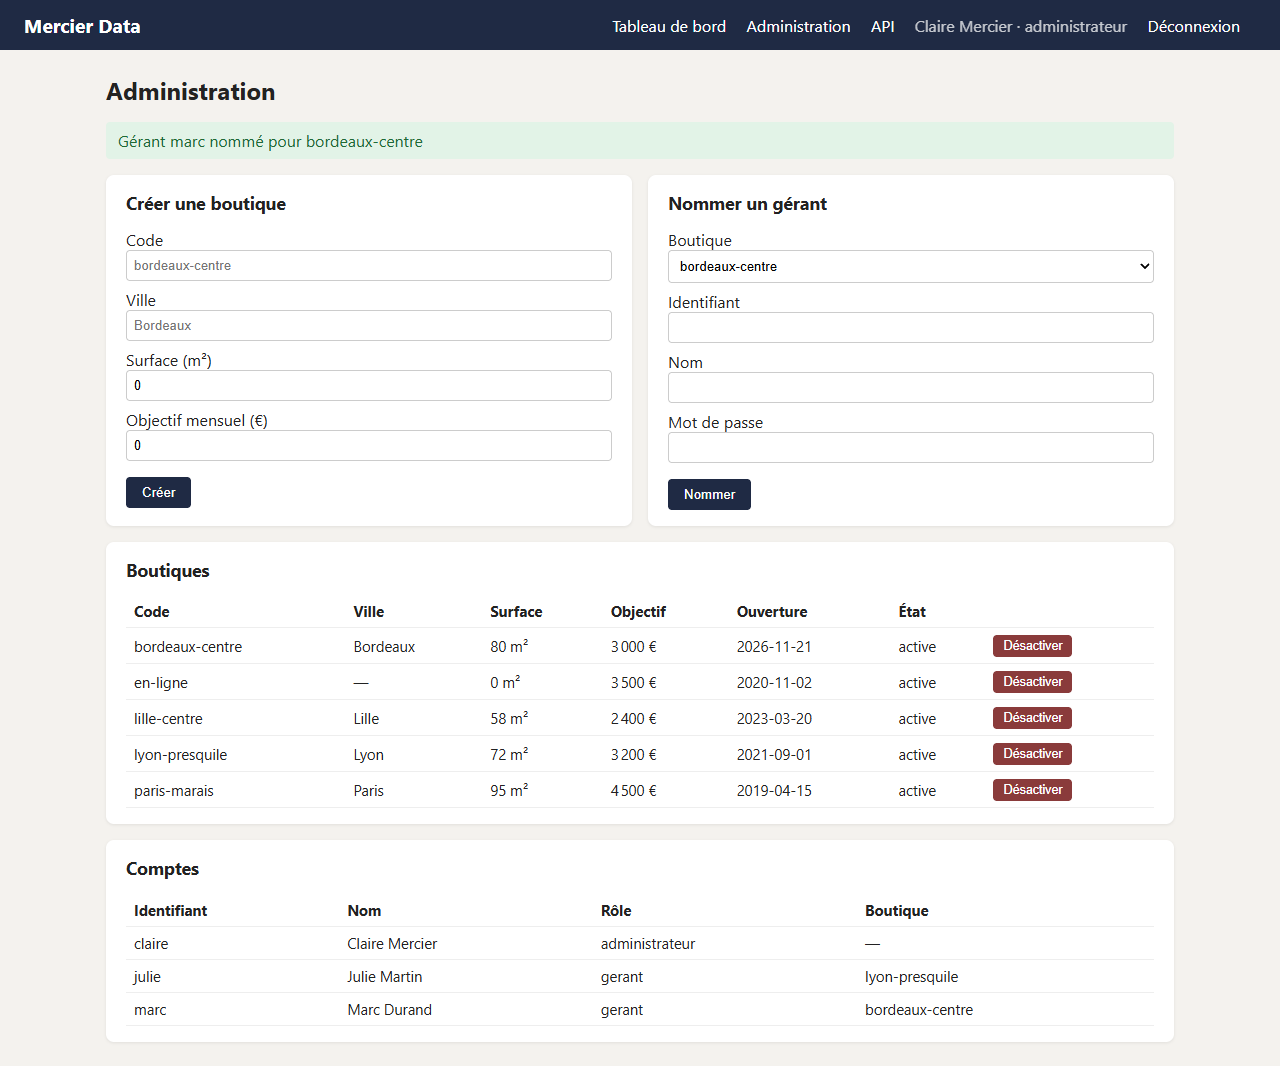 Mercier Data
Tableau de bord Administration API Claire Mercier · administrateur Déconnexion
Administration
Gérant marc nommé pour bordeaux-centre
Créer une boutique
Code
bordeaux-centre
Ville
Bordeaux
Surface (m²)
0
Objectif mensuel (€)
0
Créer
Nommer un gérant
Boutique
bordeaux-centre
Identifiant
Nom
Mot de passe
Nommer
Boutiques
Code Ville Surface Objectif Ouverture État
bordeaux-centre Bordeaux 80 m² 3 000 € 2026-11-21 active Désactiver
en-ligne — 0 m² 3 500 € 2020-11-02 active Désactiver
lille-centre Lille 58 m² 2 400 € 2023-03-20 active Désactiver
lyon-presquile Lyon 72 m² 3 200 € 2021-09-01 active Désactiver
paris-marais Paris 95 m² 4 500 € 2019-04-15 active Désactiver
Comptes
Identifiant Nom Rôle Boutique
claire Claire Mercier administrateur —
julie Julie Martin gerant lyon-presquile
marc Marc Durand gerant bordeaux-centre